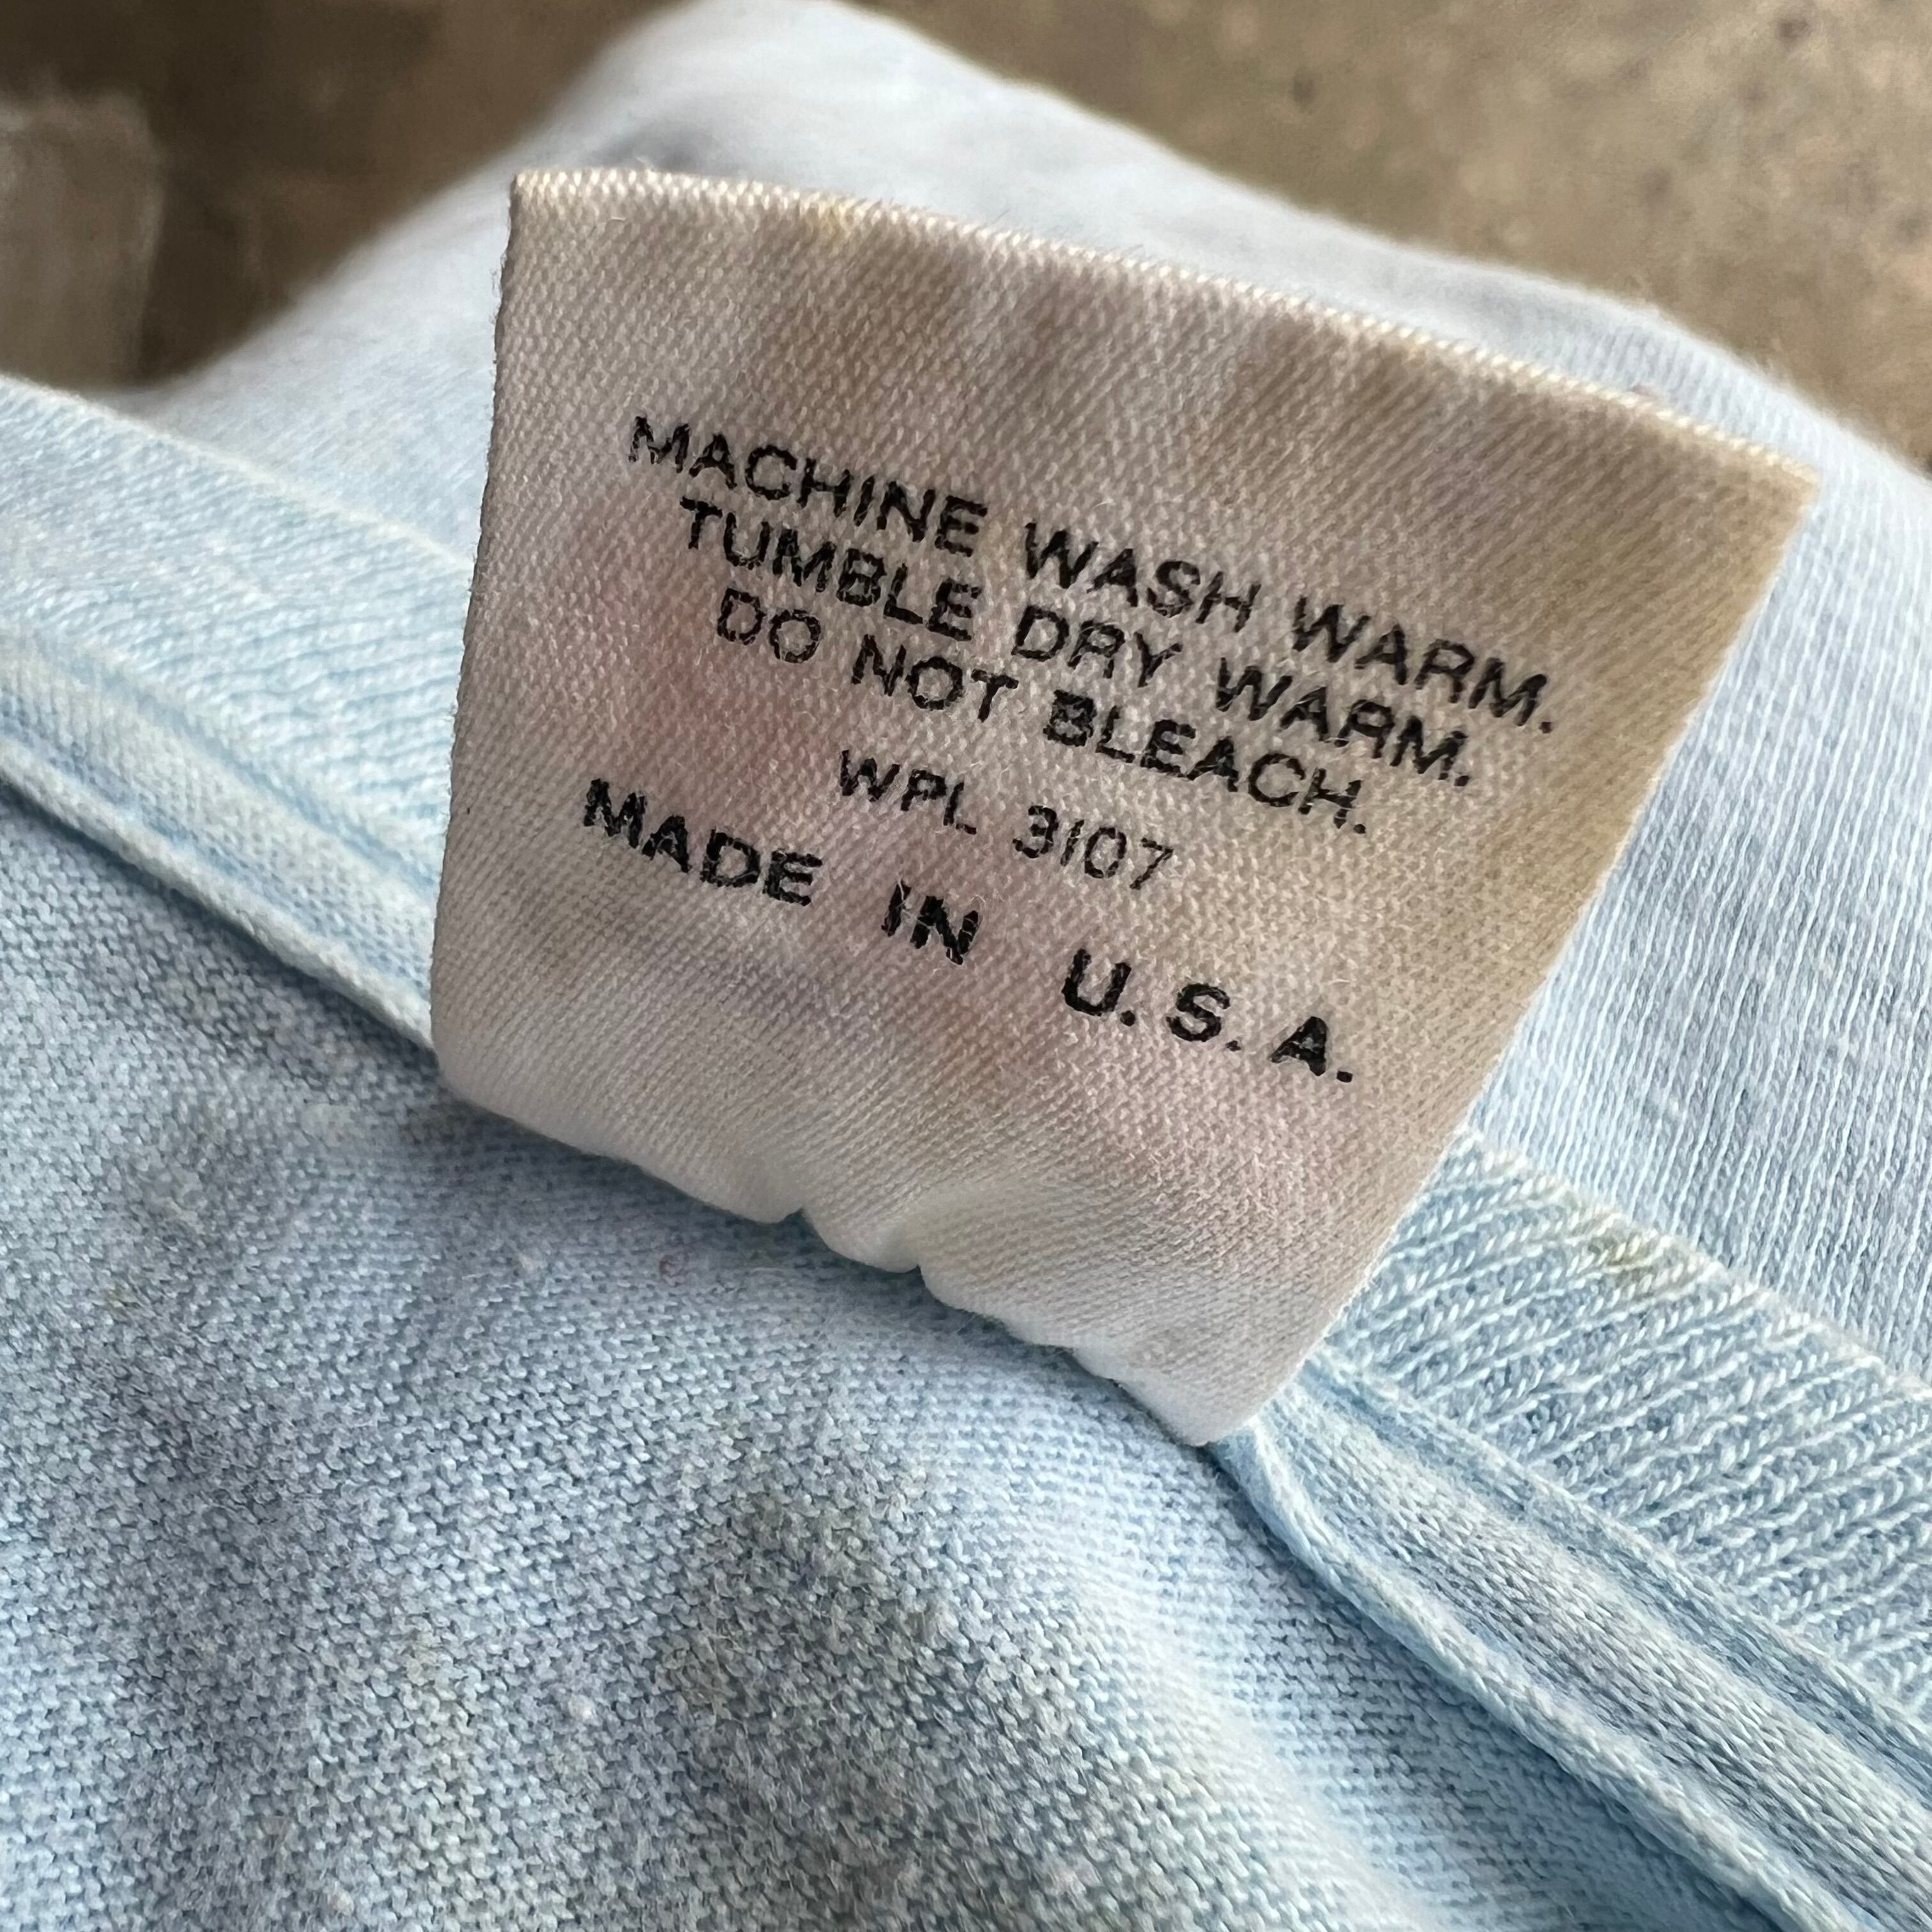 MACHINE WASH WARM.
TUMBLE DRY WARM.
DO NOT BLEACH.
WPL 3107
MADE IN U.S.A.